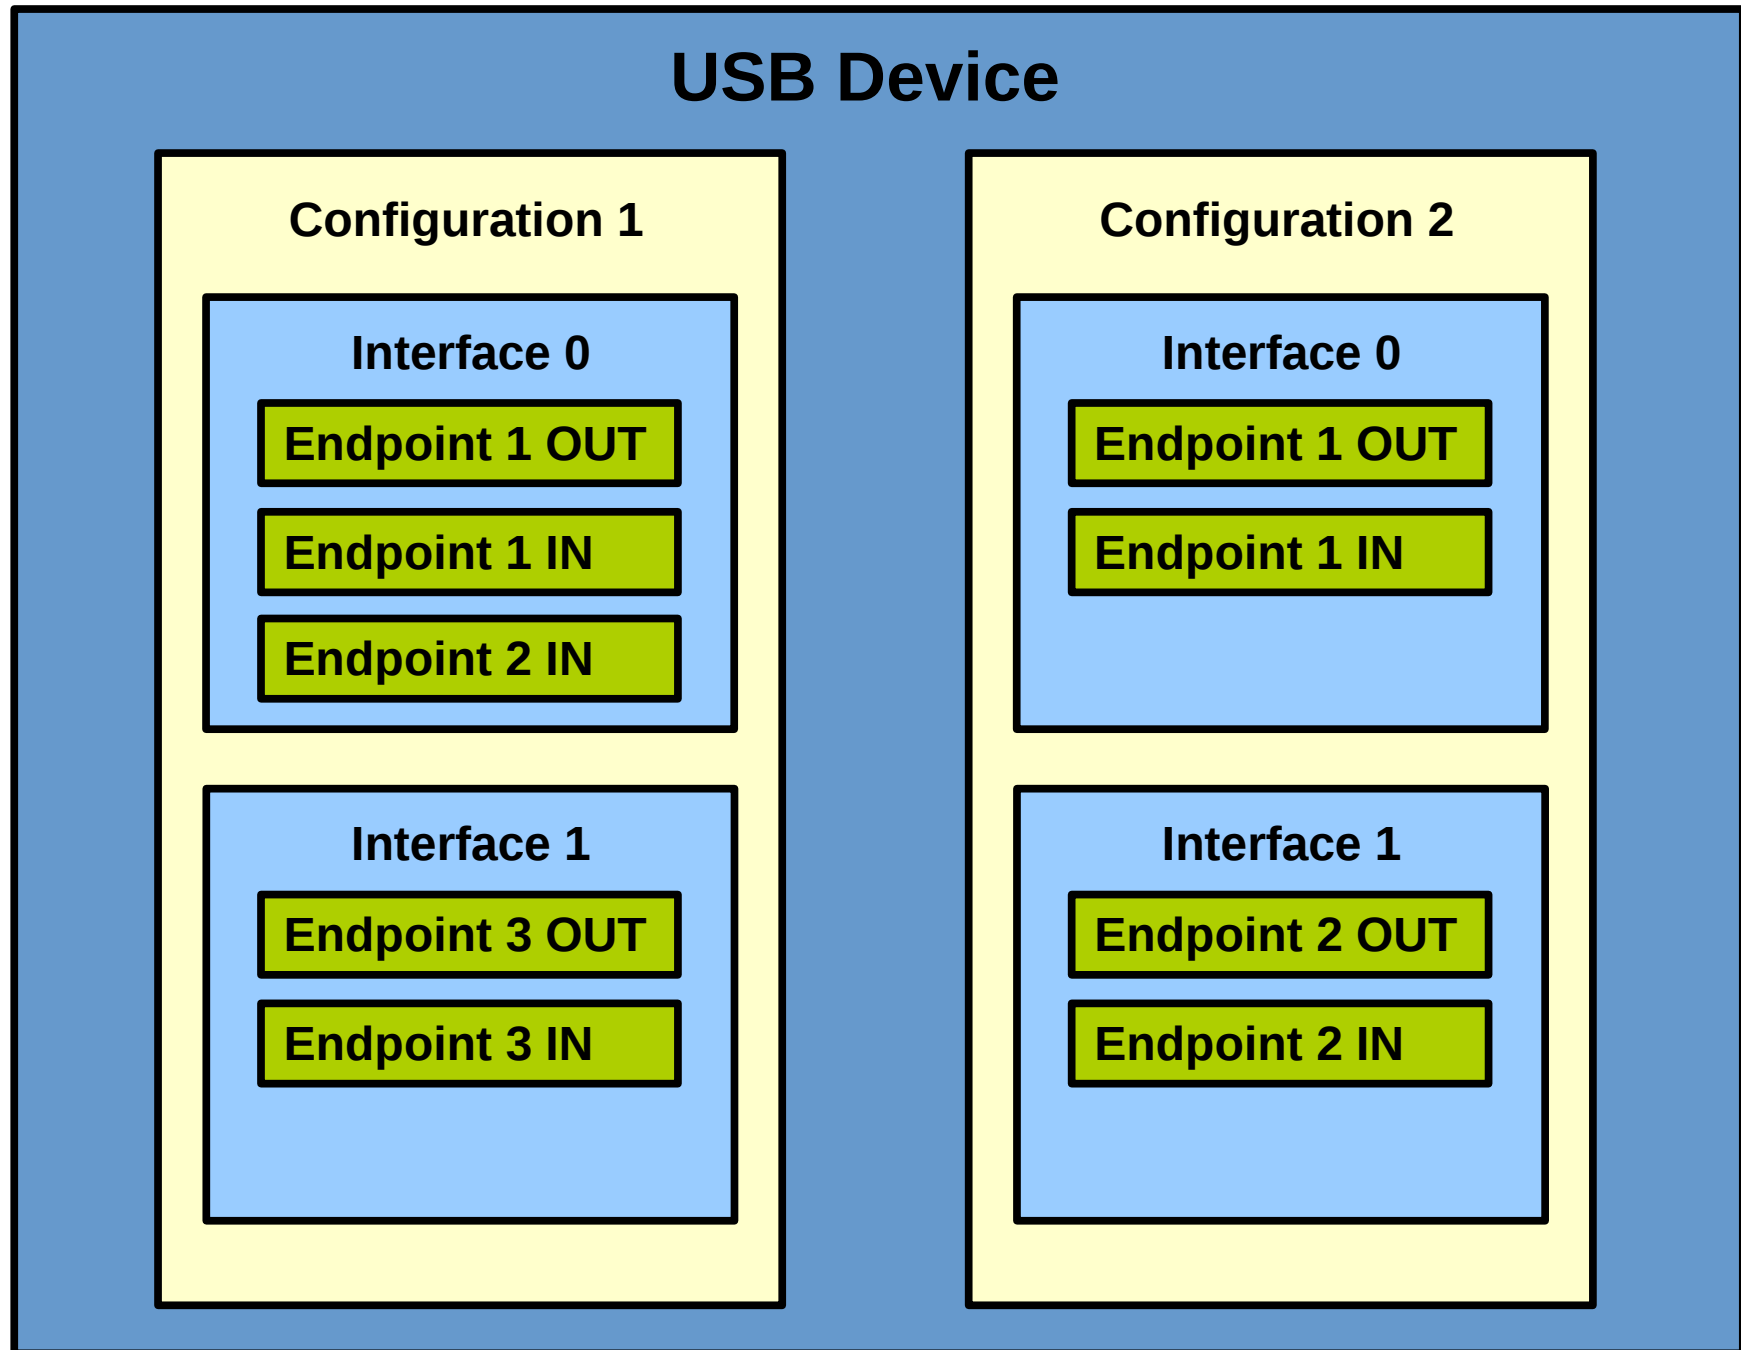 USB Device
Configuration 1
Interface 0
Endpoint 1 OUT
Endpoint 1 IN
Endpoint 2 IN
Interface 1
Endpoint 3 OUT
Endpoint 3 IN
Configuration 2
Interface 0
Endpoint 1 OUT
Endpoint 1 IN
Interface 1
Endpoint 2 OUT
Endpoint 2 IN